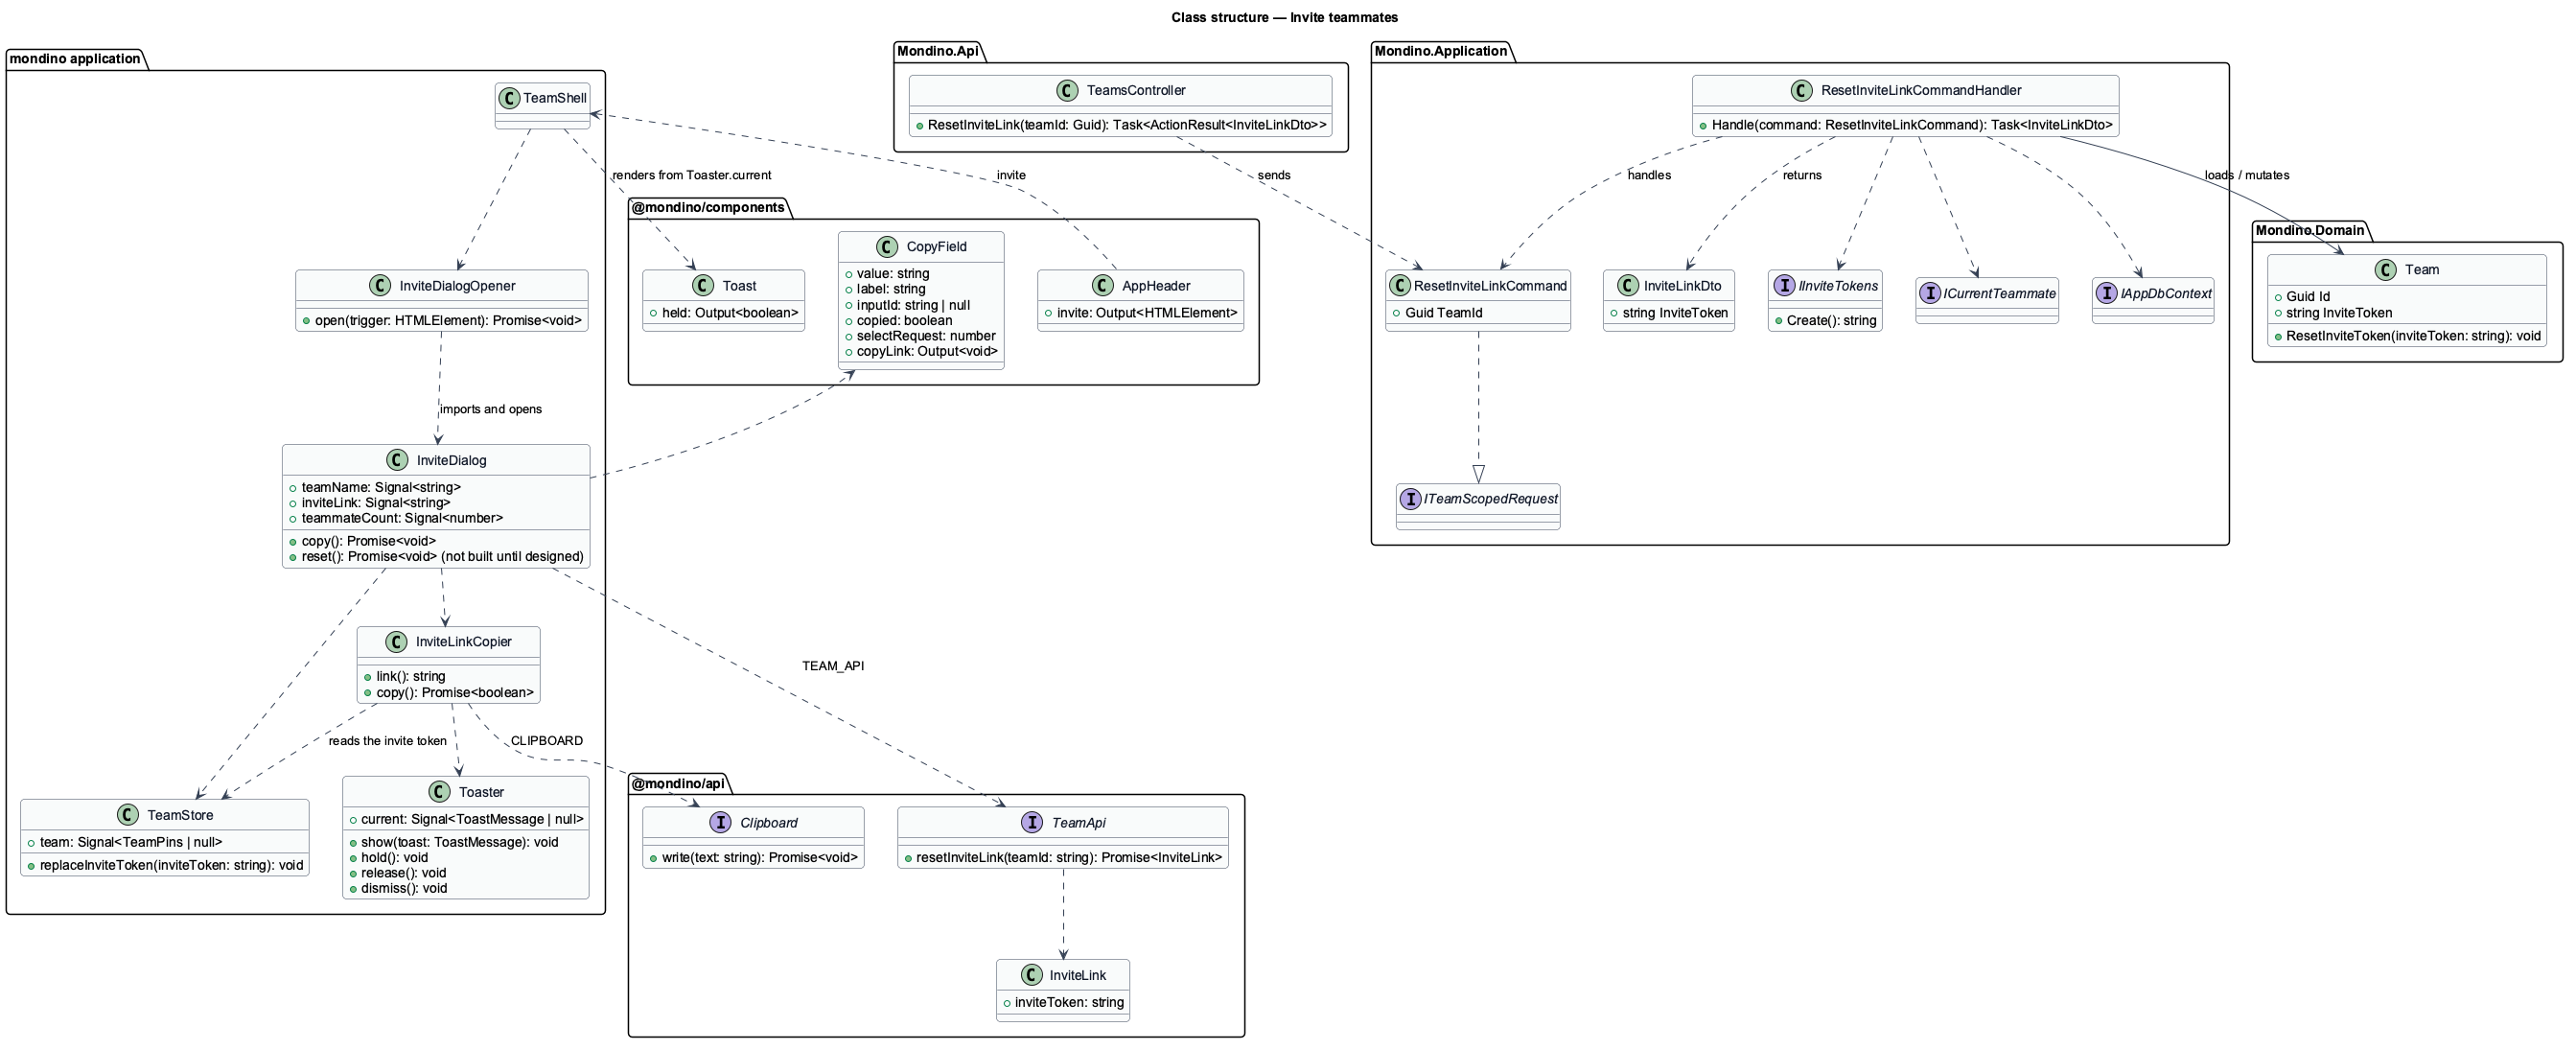 Class structure — Invite teammates
mondino application
TeamShell
renders from Toaster.current
invite
InviteDialogOpener
open(trigger: HTMLElement): Promise<void>
imports and opens
InviteDialog
teamName: Signal<string>
inviteLink: Signal<string>
teammateCount: Signal<number>
copy(): Promise<void>
reset(): Promise<void> (not built until designed)
InviteLinkCopier
link(): string
copy(): Promise<boolean>
reads the invite token
CLIPBOARD
TEAM_API
TeamStore
team: Signal<TeamPins | null>
replaceInviteToken(inviteToken: string): void
Toaster
current: Signal<ToastMessage | null>
show(toast: ToastMessage): void
hold(): void
release(): void
dismiss(): void
@mondino/components
Toast
held: Output<boolean>
CopyField
value: string
label: string
inputId: string | null
copied: boolean
selectRequest: number
copyLink: Output<void>
AppHeader
invite: Output<HTMLElement>
@mondino/api
Clipboard
write(text: string): Promise<void>
TeamApi
resetInviteLink(teamId: string): Promise<InviteLink>
InviteLink
inviteToken: string
Mondino.Api
TeamsController
ResetInviteLink(teamId: Guid): Task<ActionResult<InviteLinkDto>>
sends
Mondino.Application
ResetInviteLinkCommandHandler
Handle(command: ResetInviteLinkCommand): Task<InviteLinkDto>
handles
returns
loads / mutates
ResetInviteLinkCommand
Guid TeamId
InviteLinkDto
string InviteToken
IInviteTokens
Create(): string
ICurrentTeammate
IAppDbContext
ITeamScopedRequest
Mondino.Domain
Team
Guid Id
string InviteToken
ResetInviteToken(inviteToken: string): void